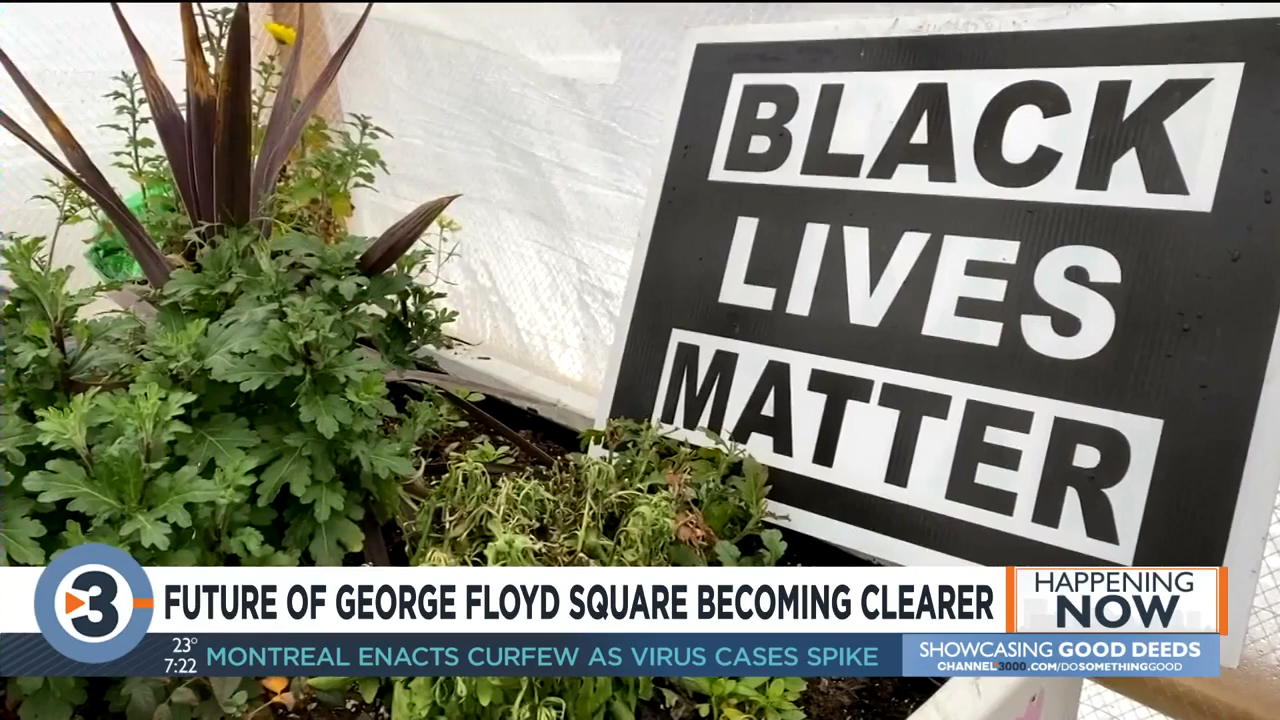 BLACK
LIVES
MATTER
3
FUTURE OF GEORGE FLOYD SQUARE BECOMING CLEARER
HAPPENING
NOW
23°
7:22
MONTREAL ENACTS CURFEW AS VIRUS CASES SPIKE
SHOWCASING GOOD DEEDS
CHANNEL3000.COM/DOSOMETHINGGOOD